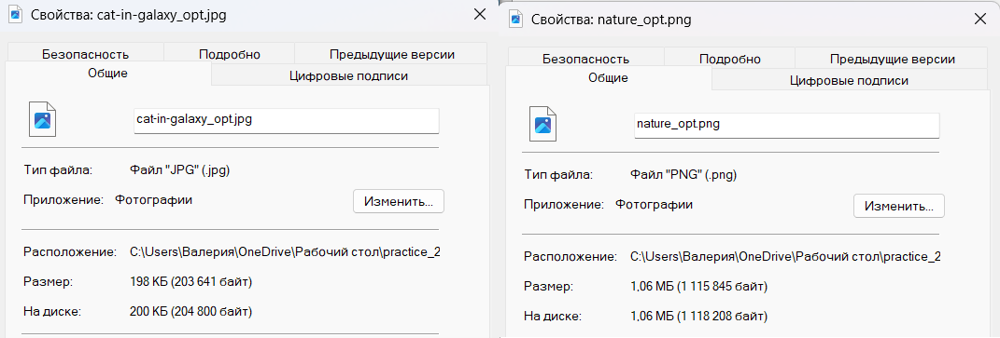 Свойства: cat-in-galaxy_opt.jpg
Безопасность Подробно Предыдущие версии
Общие Цифровые подписи
cat-in-galaxy_opt.jpg
Тип файла: Файл "JPG" (.jpg)
Приложение: Фотографии Изменить...
Расположение: C:\Users\Валерия\OneDrive\Рабочий стол\practice_2
Размер: 198 КБ (203 641 байт)
На диске: 200 КБ (204 800 байт)
Свойства: nature_opt.png
Безопасность Подробно Предыдущие версии
Общие Цифровые подписи
nature_opt.png
Тип файла: Файл "PNG" (.png)
Приложение: Фотографии Изменить...
Расположение: C:\Users\Валерия\OneDrive\Рабочий стол\practice_2
Размер: 1,06 МБ (1 115 845 байт)
На диске: 1,06 МБ (1 118 208 байт)